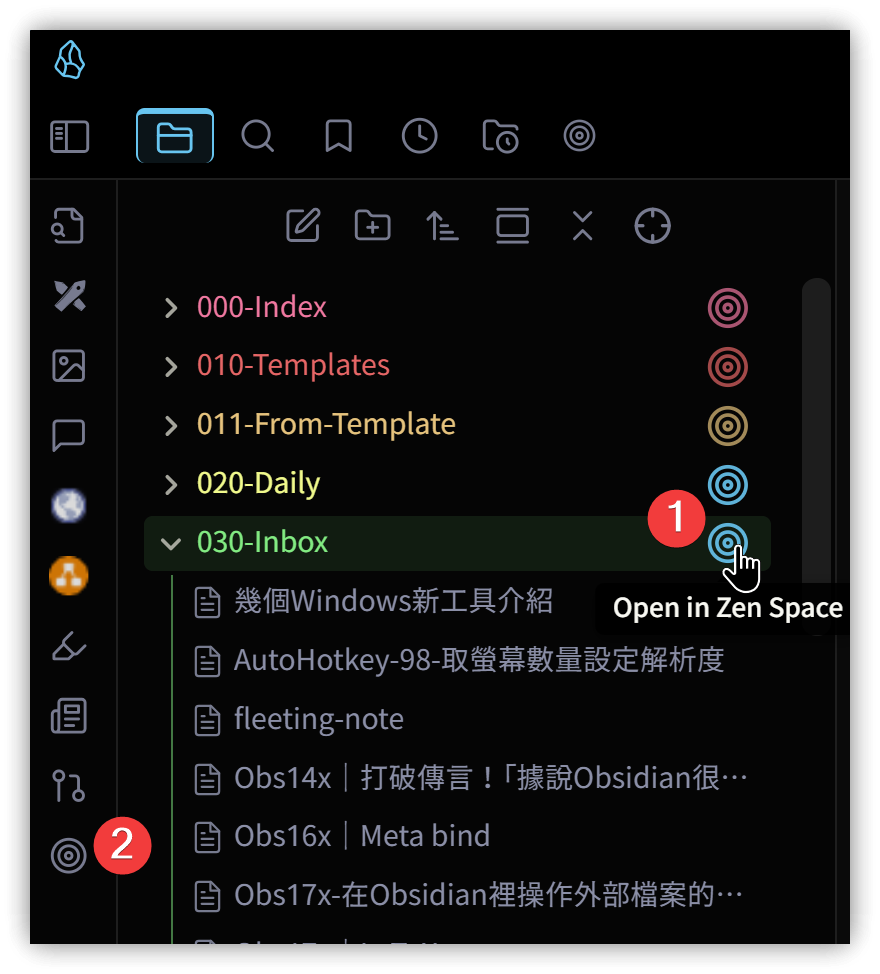 000-Index
010-Templates
011-From-Template
020-Daily
1
030-Inbox
Open in Zen Space
幾個Windows新工具介紹
AutoHotkey-98-取螢幕數量設定解析度
fleeting-note
Obs14x｜打破傳言！「據說Obsidian很…
Obs16x｜Meta bind
2
Obs17x-在Obsidian裡操作外部檔案的…